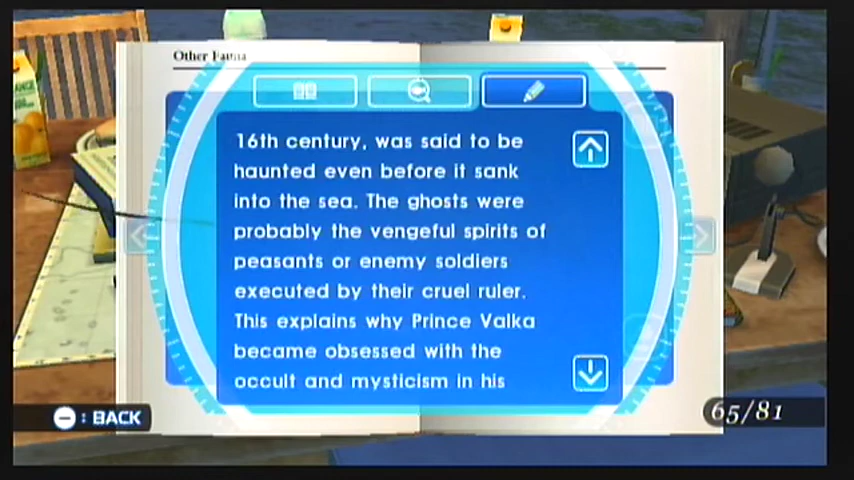 Other Fauna
16th century, was said to be
haunted even before it sank
into the sea. The ghosts were
probably the vengeful spirits of
peasants or enemy soldiers
executed by their cruel ruler.
This explains why Prince Valka
became obsessed with the
occult and mysticism in his
- : BACK
65/81